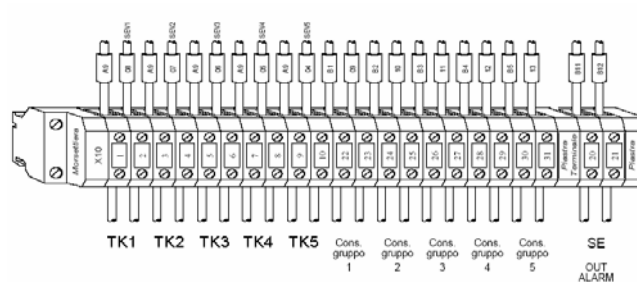 SEV1 SEV2 SEV3 SEV4 SEV5
A9 08 A9 07 A9 06 A9 05 A9 04 B1 09 B2 10 B3 11 B4 12 B5 13 B11 B12
Morsettiera X10 1 2 3 4 5 6 7 8 9 10 22 23 24 25 26 27 28 29 30 31 Piastra Terminale 20 21 Piastra
TK1 TK2 TK3 TK4 TK5 Cons. gruppo 1 Cons. gruppo 2 Cons. gruppo 3 Cons. gruppo 4 Cons. gruppo 5 SE
OUT
ALARM